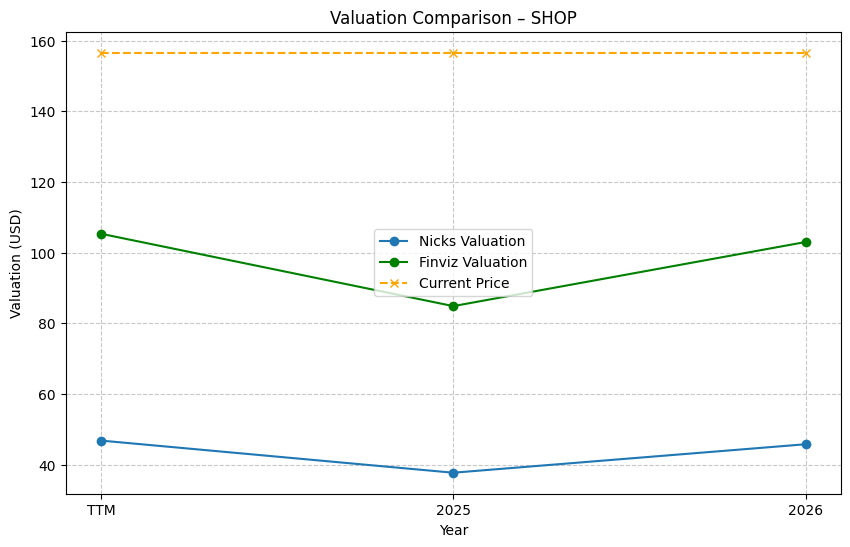 Valuation Comparison – SHOP
Valuation (USD)
160
140
120
100
80
60
40
Nicks Valuation
Finviz Valuation
Current Price
TTM
2025
2026
Year